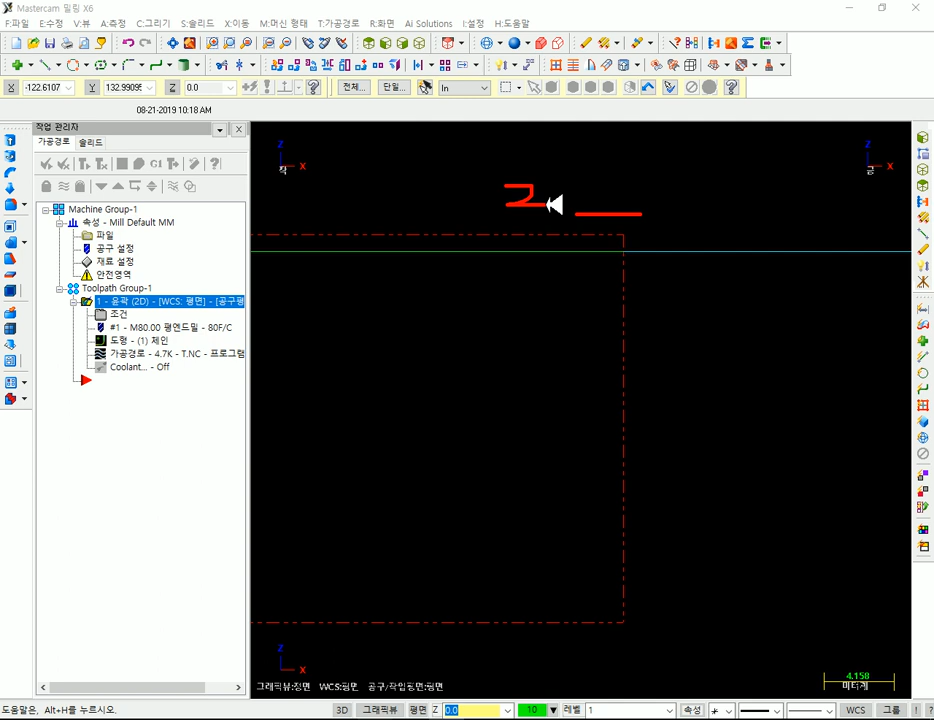 Mastercam 밀링 X6
F:파일 E:수정 V:뷰 A:측정 C:그리기 S:솔리드 X:이동 M:머신 형태 T:가공경로 R:화면 Ai Solutions I:설정 H:도움말
X -122.6107 Y 132.99095 Z 0.0 전체... 단일... In
08-21-2019 10:18 AM
작업 관리자
가공경로 솔리드
G1
Machine Group-1
속성 - Mill Default MM
파일
공구 설정
재료 설정
안전영역
Toolpath Group-1
1 - 윤곽 (2D) - [WCS: 평면] - [공구평
조건
#1 - M80.00 평엔드밀 - 80F/C
도형 - (1) 체인
가공경로 - 4.7K - T.NC - 프로그램
Coolant... - Off
Z X
Z X
2
Z X
그래픽뷰:정면 WCS:평면 공구/작업평면:평면
4.158
미터계
도움말은, Alt+H를 누르시오.
3D 그래픽뷰 평면 Z 0.0 10 레벨 1 속성 WCS 그룹 ! ?